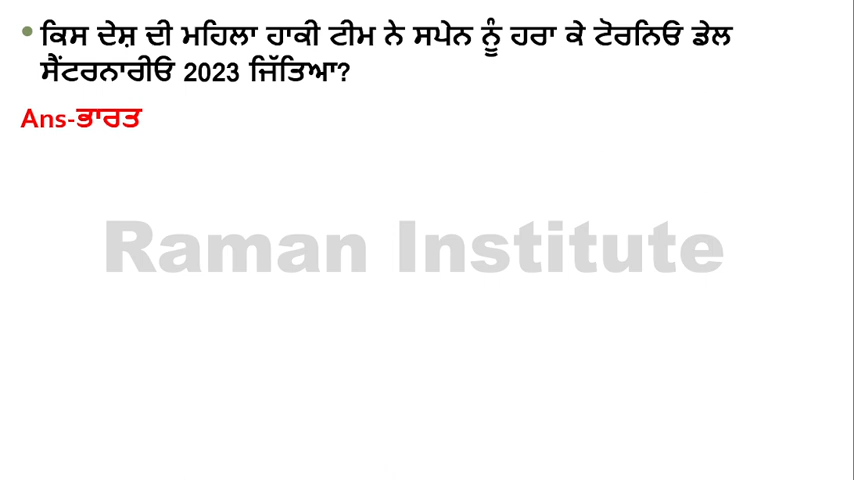 • ਕਿਸ ਦੇਸ਼ ਦੀ ਮਹਿਲਾ ਹਾਕੀ ਟੀਮ ਨੇ ਸਪੇਨ ਨੂੰ ਹਰਾ ਕੇ ਟੋਰਨਿਓ ਡੇਲ
ਸੈਂਟਰਨਾਰੀਓ 2023 ਜਿੱਤਿਆ?
Ans-ਭਾਰਤ
Raman Institute